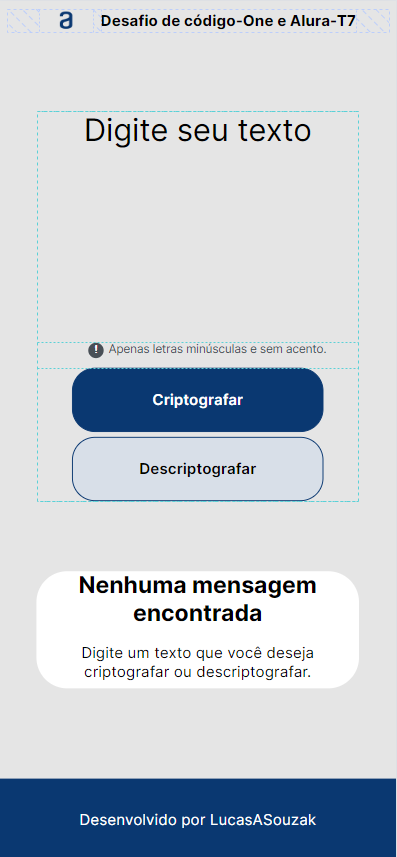 a Desafio de código-One e Alura-T7
Digite seu texto
! Apenas letras minúsculas e sem acento.
Criptografar
Descriptografar
Nenhuma mensagem
encontrada
Digite um texto que você deseja
criptografar ou descriptografar.
Desenvolvido por LucasASouzak